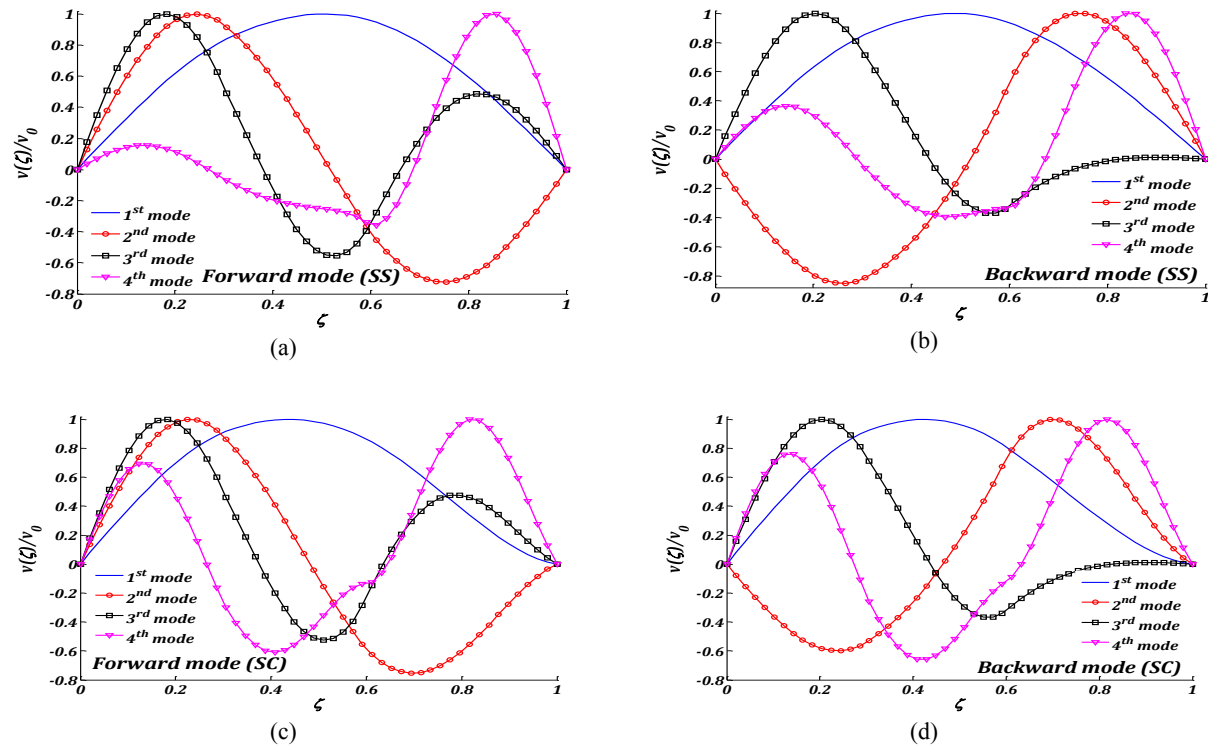 1
0.8
0.6
0.4
0.2
0
-0.2
-0.4
-0.6
-0.8
v(ζ)/v0
1st mode
2nd mode
3rd mode
4th mode
Forward mode (SS)
0 0.2 0.4 0.6 0.8 1
ζ
(a)
1
0.8
0.6
0.4
0.2
0
-0.2
-0.4
-0.6
-0.8
v(ζ)/v0
1st mode
2nd mode
3rd mode
4th mode
Backward mode (SS)
0 0.2 0.4 0.6 0.8 1
ζ
(b)
1
0.8
0.6
0.4
0.2
0
-0.2
-0.4
-0.6
-0.8
v(ζ)/v0
1st mode
2nd mode
3rd mode
4th mode
Forward mode (SC)
0 0.2 0.4 0.6 0.8 1
ζ
(c)
1
0.8
0.6
0.4
0.2
0
-0.2
-0.4
-0.6
-0.8
v(ζ)/v0
1st mode
2nd mode
3rd mode
4th mode
Backward mode (SC)
0 0.2 0.4 0.6 0.8 1
ζ
(d)